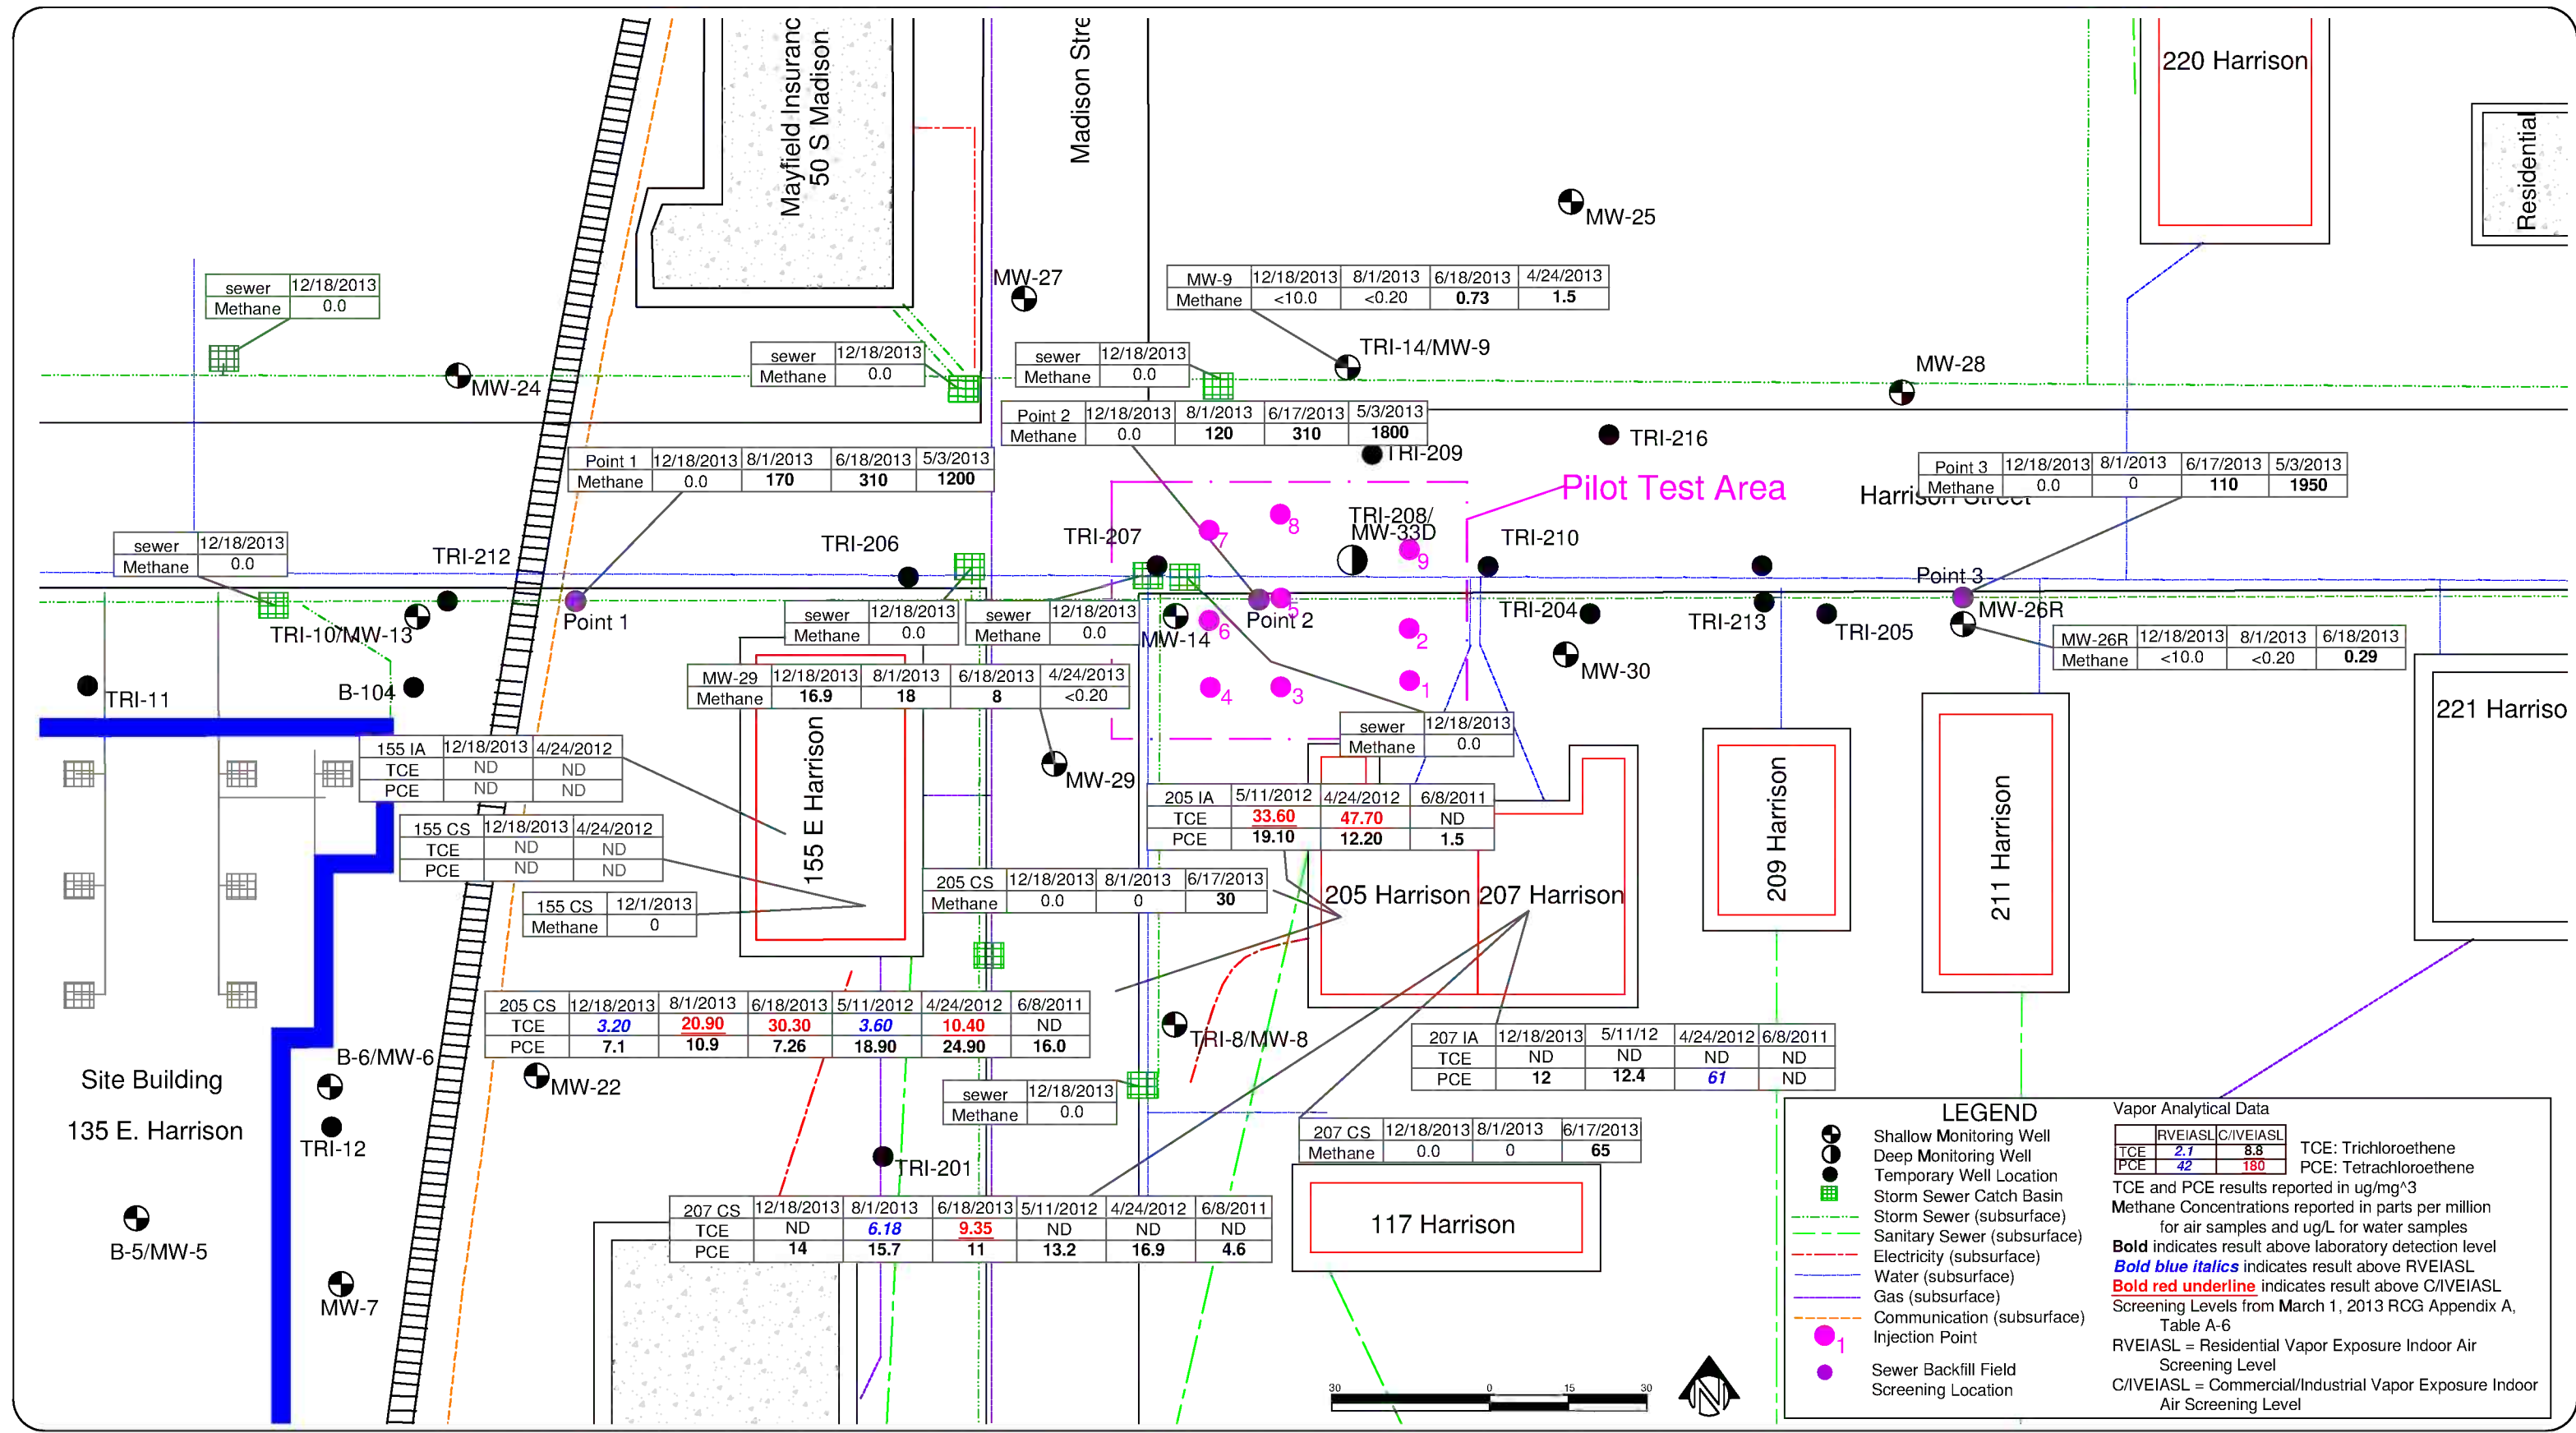 220 Harrison
Residential
Mayfield Insuranc
50 S Madison
Madison Stre
MW-25
MW-27
sewer 12/18/2013
Methane 0.0
MW-9 12/18/2013 8/1/2013 6/18/2013 4/24/2013
Methane <10.0 <0.20 0.73 1.5
TRI-14/MW-9
MW-24
sewer 12/18/2013
Methane 0.0
sewer 12/18/2013
Methane 0.0
MW-28
Point 2 12/18/2013 8/1/2013 6/17/2013 5/3/2013
Methane 0.0 120 310 1800
TRI-209
TRI-216
Point 1 12/18/2013 8/1/2013 6/18/2013 5/3/2013
Methane 0.0 170 310 1200
Pilot Test Area
Harrison Street
Point 3 12/18/2013 8/1/2013 6/17/2013 5/3/2013
Methane 0.0 0 110 1950
sewer 12/18/2013
Methane 0.0
TRI-212
TRI-206
TRI-207
7
8
TRI-208/
MW-33D
9
TRI-210
Point 3
TRI-10/MW-13
Point 1
sewer 12/18/2013
Methane 0.0
sewer 12/18/2013
Methane 0.0
MW-14
6
5
Point 2
2
TRI-204
TRI-213
TRI-205
MW-26R
MW-26R 12/18/2013 8/1/2013 6/18/2013
Methane <10.0 <0.20 0.29
TRI-11
B-104
MW-29 12/18/2013 8/1/2013 6/18/2013 4/24/2013
Methane 16.9 18 8 <0.20
4
3
1
MW-30
221 Harriso
sewer 12/18/2013
Methane 0.0
155 IA 12/18/2013 4/24/2012
TCE ND ND
PCE ND ND
155 E Harrison
MW-29
205 IA 5/11/2012 4/24/2012 6/8/2011
TCE 33.60 47.70 ND
PCE 19.10 12.20 1.5
209 Harrison
211 Harrison
155 CS 12/18/2013 4/24/2012
TCE ND ND
PCE ND ND
155 CS 12/1/2013
Methane 0
205 CS 12/18/2013 8/1/2013 6/17/2013
Methane 0.0 0 30
205 Harrison
207 Harrison
205 CS 12/18/2013 8/1/2013 6/18/2013 5/11/2012 4/24/2012 6/8/2011
TCE 3.20 20.90 30.30 3.60 10.40 ND
PCE 7.1 10.9 7.26 18.90 24.90 16.0
TRI-8/MW-8
207 IA 12/18/2013 5/11/12 4/24/2012 6/8/2011
TCE ND ND ND ND
PCE 12 12.4 61 ND
B-6/MW-6
MW-22
Site Building
135 E. Harrison
TRI-12
sewer 12/18/2013
Methane 0.0
207 CS 12/18/2013 8/1/2013 6/17/2013
Methane 0.0 0 65
TRI-201
B-5/MW-5
MW-7
207 CS 12/18/2013 8/1/2013 6/18/2013 5/11/2012 4/24/2012 6/8/2011
TCE ND 6.18 9.35 ND ND ND
PCE 14 15.7 11 13.2 16.9 4.6
117 Harrison
30 0 15 30
N
LEGEND
Shallow Monitoring Well
Deep Monitoring Well
Temporary Well Location
Storm Sewer Catch Basin
Storm Sewer (subsurface)
Sanitary Sewer (subsurface)
Electricity (subsurface)
Water (subsurface)
Gas (subsurface)
Communication (subsurface)
1 Injection Point
Sewer Backfill Field
Screening Location
Vapor Analytical Data
RVEIASL C/IVEIASL
TCE 2.1 8.8
PCE 42 180
TCE: Trichloroethene
PCE: Tetrachloroethene
TCE and PCE results reported in ug/mg^3
Methane Concentrations reported in parts per million
for air samples and ug/L for water samples
Bold indicates result above laboratory detection level
Bold blue italics indicates result above RVEIASL
Bold red underline indicates result above C/IVEIASL
Screening Levels from March 1, 2013 RCG Appendix A,
Table A-6
RVEIASL = Residential Vapor Exposure Indoor Air
Screening Level
C/IVEIASL = Commercial/Industrial Vapor Exposure Indoor
Air Screening Level